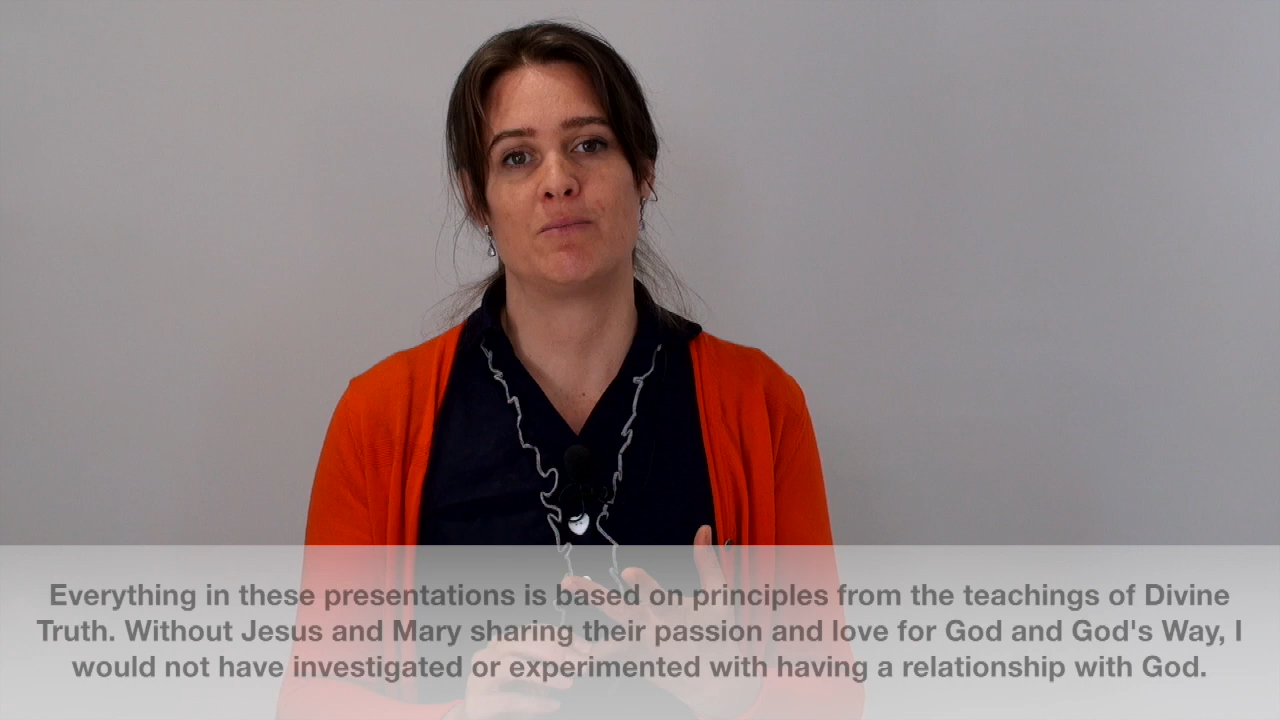 Everything in these presentations is based on principles from the teachings of Divine
Truth. Without Jesus and Mary sharing their passion and love for God and God's Way, I
would not have investigated or experimented with having a relationship with God.